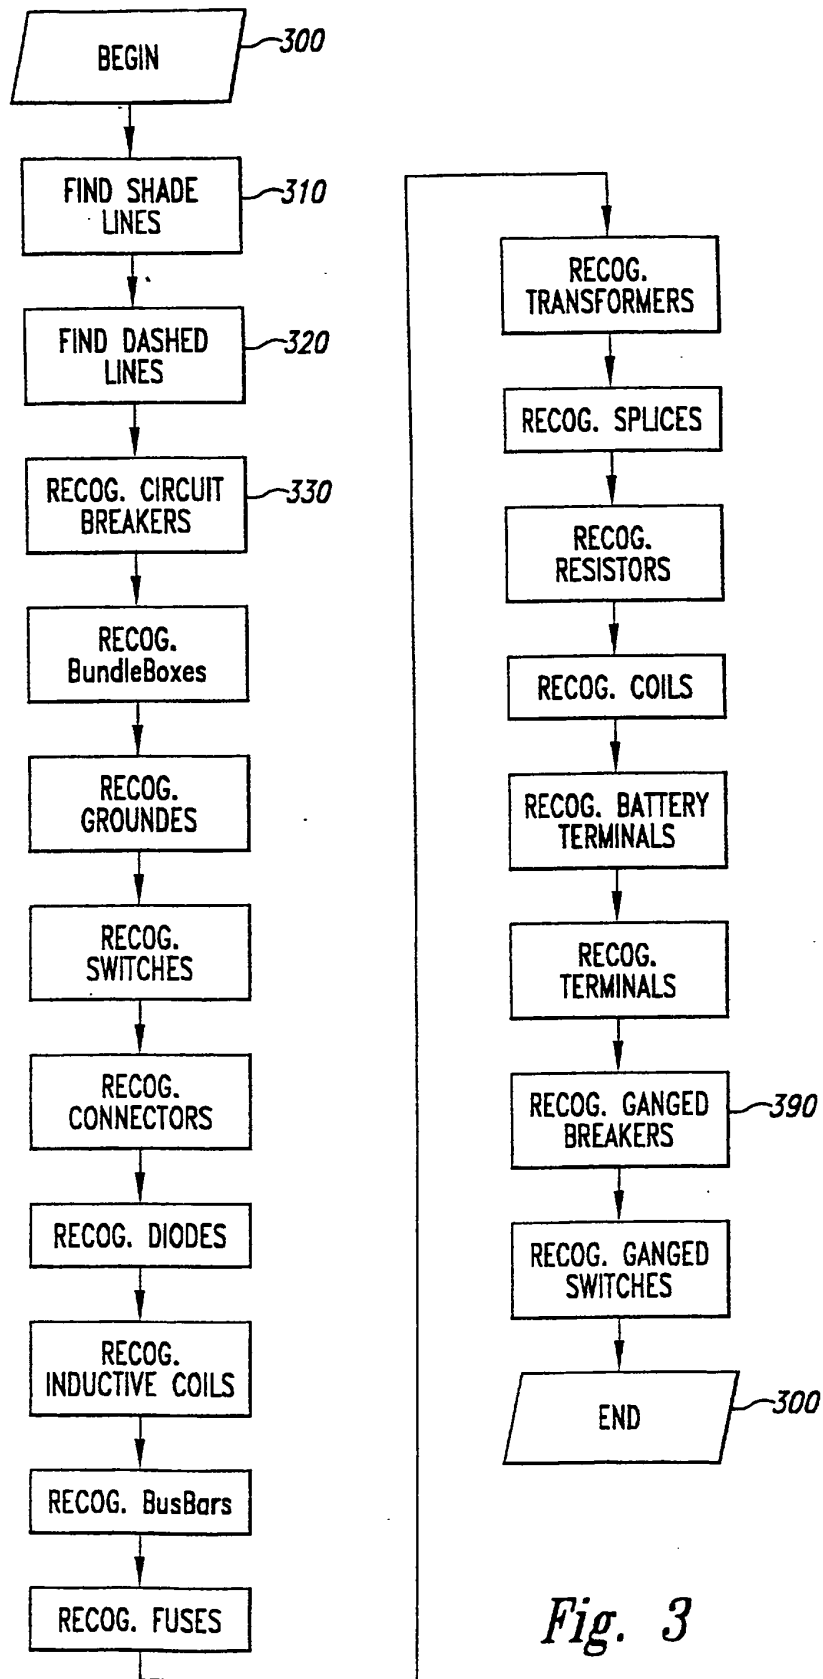 BEGIN
300
FIND SHADE
LINES
310
FIND DASHED
LINES
320
RECOG. CIRCUIT
BREAKERS
330
RECOG.
BundleBoxes
RECOG.
GROUNDES
RECOG.
SWITCHES
RECOG.
CONNECTORS
RECOG. DIODES
RECOG.
INDUCTIVE COILS
RECOG. BusBars
RECOG. FUSES
RECOG.
TRANSFORMERS
RECOG. SPLICES
RECOG.
RESISTORS
RECOG. COILS
RECOG. BATTERY
TERMINALS
RECOG.
TERMINALS
RECOG. GANGED
BREAKERS
390
RECOG. GANGED
SWITCHES
END
300
Fig. 3